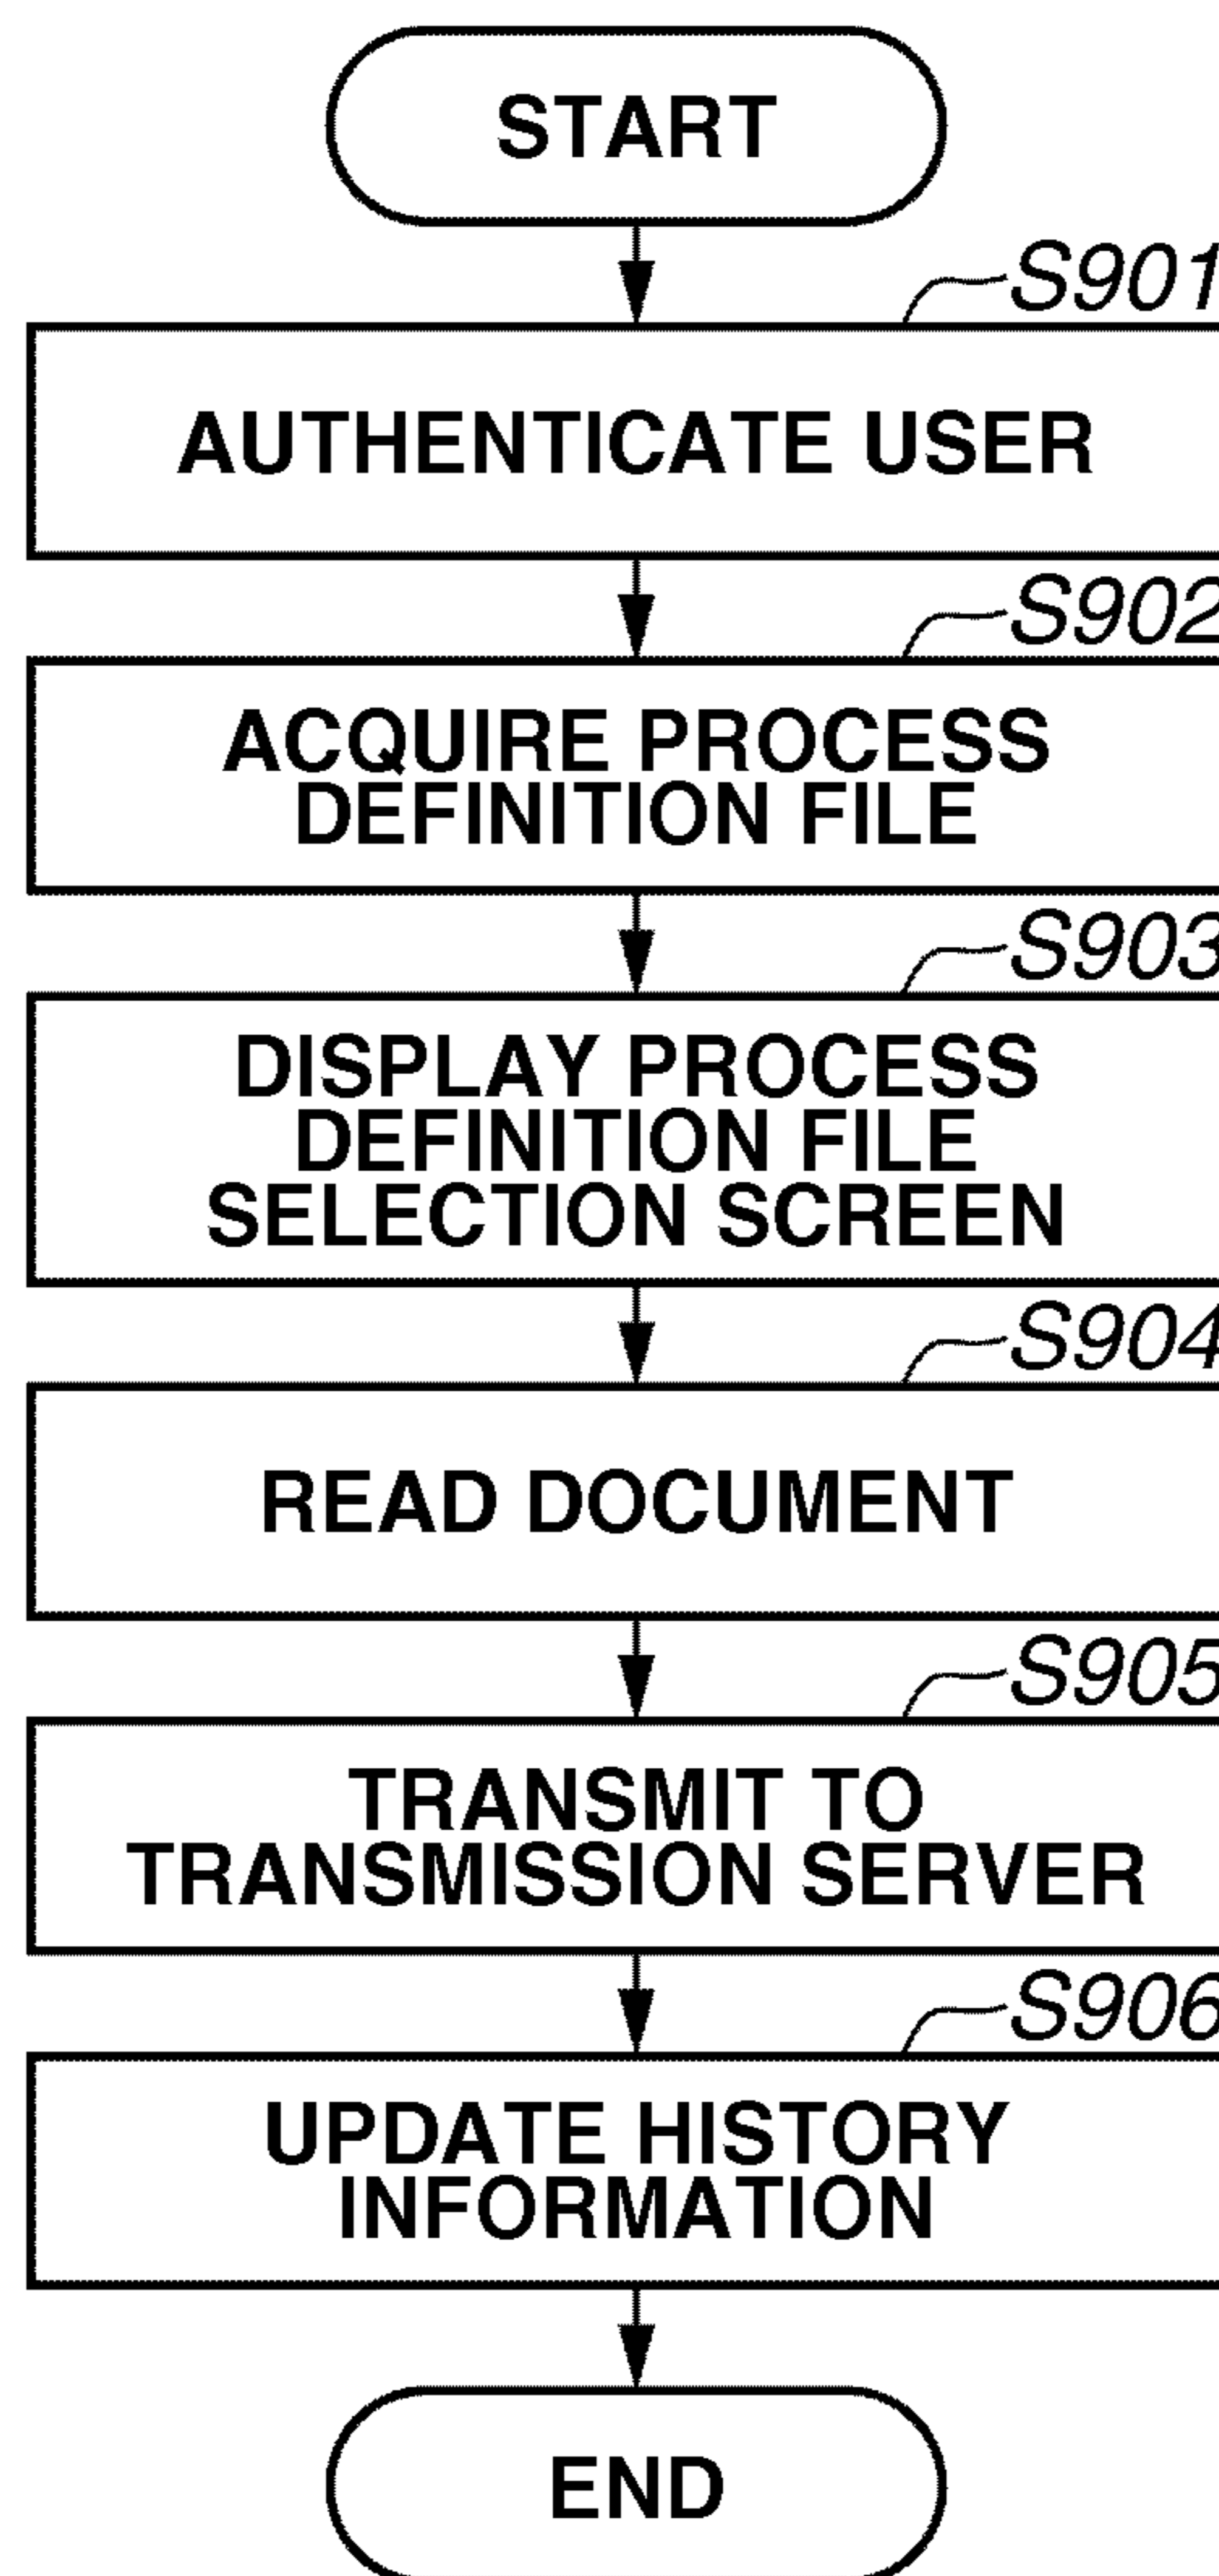 START
S901
AUTHENTICATE USER
S902
ACQUIRE PROCESS
DEFINITION FILE
S903
DISPLAY PROCESS
DEFINITION FILE
SELECTION SCREEN
S904
READ DOCUMENT
S905
TRANSMIT TO
TRANSMISSION SERVER
S906
UPDATE HISTORY
INFORMATION
END